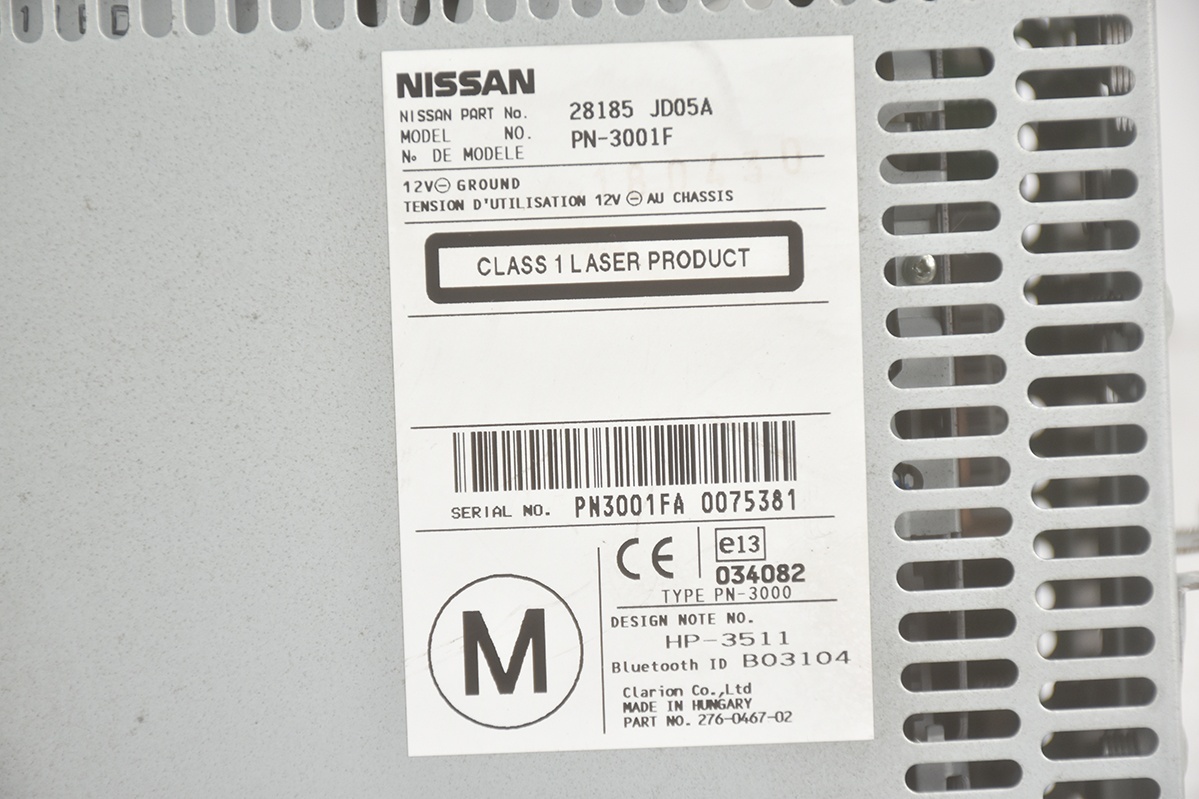 NISSAN
NISSAN PART No. 28185 JD05A
MODEL NO. PN-3001F
No DE MODELE
12V⊖ GROUND
TENSION D'UTILISATION 12V ⊖ AU CHASSIS
CLASS 1 LASER PRODUCT
SERIAL NO. PN3001FA 0075381
CE e13
034082
TYPE PN-3000
DESIGN NOTE NO.
HP-3511
Bluetooth ID B03104
M
Clarion Co.,Ltd
MADE IN HUNGARY
PART NO. 276-0467-02